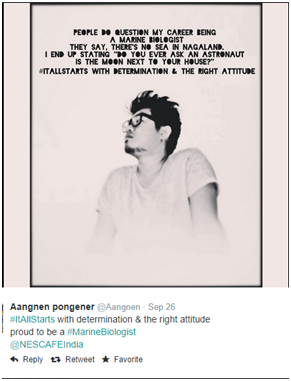 PEOPLE DO QUESTION MY CAREER BEING
A MARINE BIOLOGIST
THEY SAY, THERE'S NO SEA IN NAGALAND.
I END UP STATING "DO YOU EVER ASK AN ASTRONAUT
IS THE MOON NEXT TO YOUR HOUSE?"
#ITALLSTARTS WITH DETERMINATION & THE RIGHT ATTITUDE
Aangnen pongener @Aangnen · Sep 26
#ItAllStarts with determination & the right attitude
proud to be a #MarineBiologist
@NESCAFEIndia
Reply Retweet Favorite